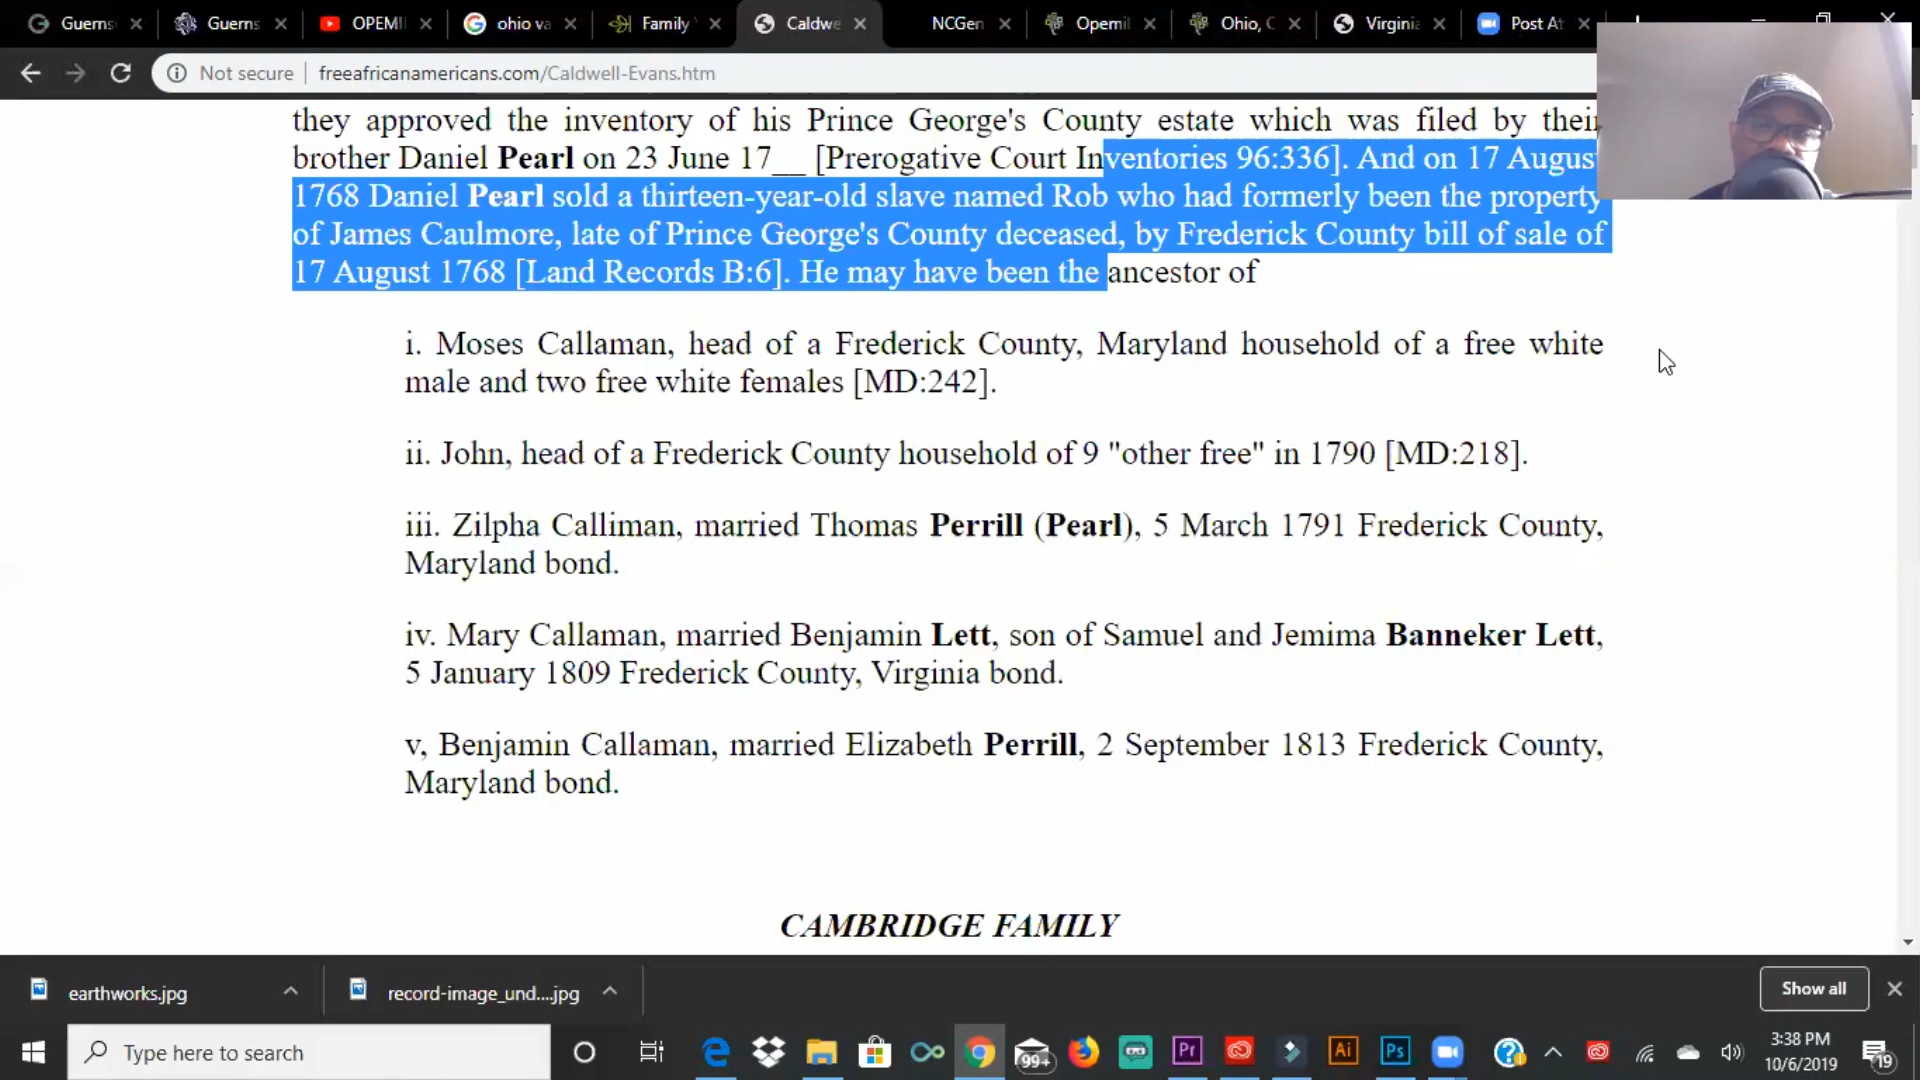 Guerns
Guerns
OPEMI
ohio va
Family
Caldwe
NCGen
Opemil
Ohio, C
Virginia
Post At
Not secure
freeafricanamericans.com/Caldwell-Evans.htm
they approved the inventory of his Prince George's County estate which was filed by their
brother Daniel Pearl on 23 June 17__ [Prerogative Court Inventories 96:336]. And on 17 August
1768 Daniel Pearl sold a thirteen-year-old slave named Rob who had formerly been the property
of James Caulmore, late of Prince George's County deceased, by Frederick County bill of sale of
17 August 1768 [Land Records B:6]. He may have been the ancestor of
i. Moses Callaman, head of a Frederick County, Maryland household of a free white
male and two free white females [MD:242].
ii. John, head of a Frederick County household of 9 "other free" in 1790 [MD:218].
iii. Zilpha Calliman, married Thomas Perrill (Pearl), 5 March 1791 Frederick County,
Maryland bond.
iv. Mary Callaman, married Benjamin Lett, son of Samuel and Jemima Banneker Lett,
5 January 1809 Frederick County, Virginia bond.
v, Benjamin Callaman, married Elizabeth Perrill, 2 September 1813 Frederick County,
Maryland bond.
CAMBRIDGE FAMILY
earthworks.jpg
record-image_und....jpg
Show all
Type here to search
99+
Pr
Ai
Ps
3:38 PM
10/6/2019
19